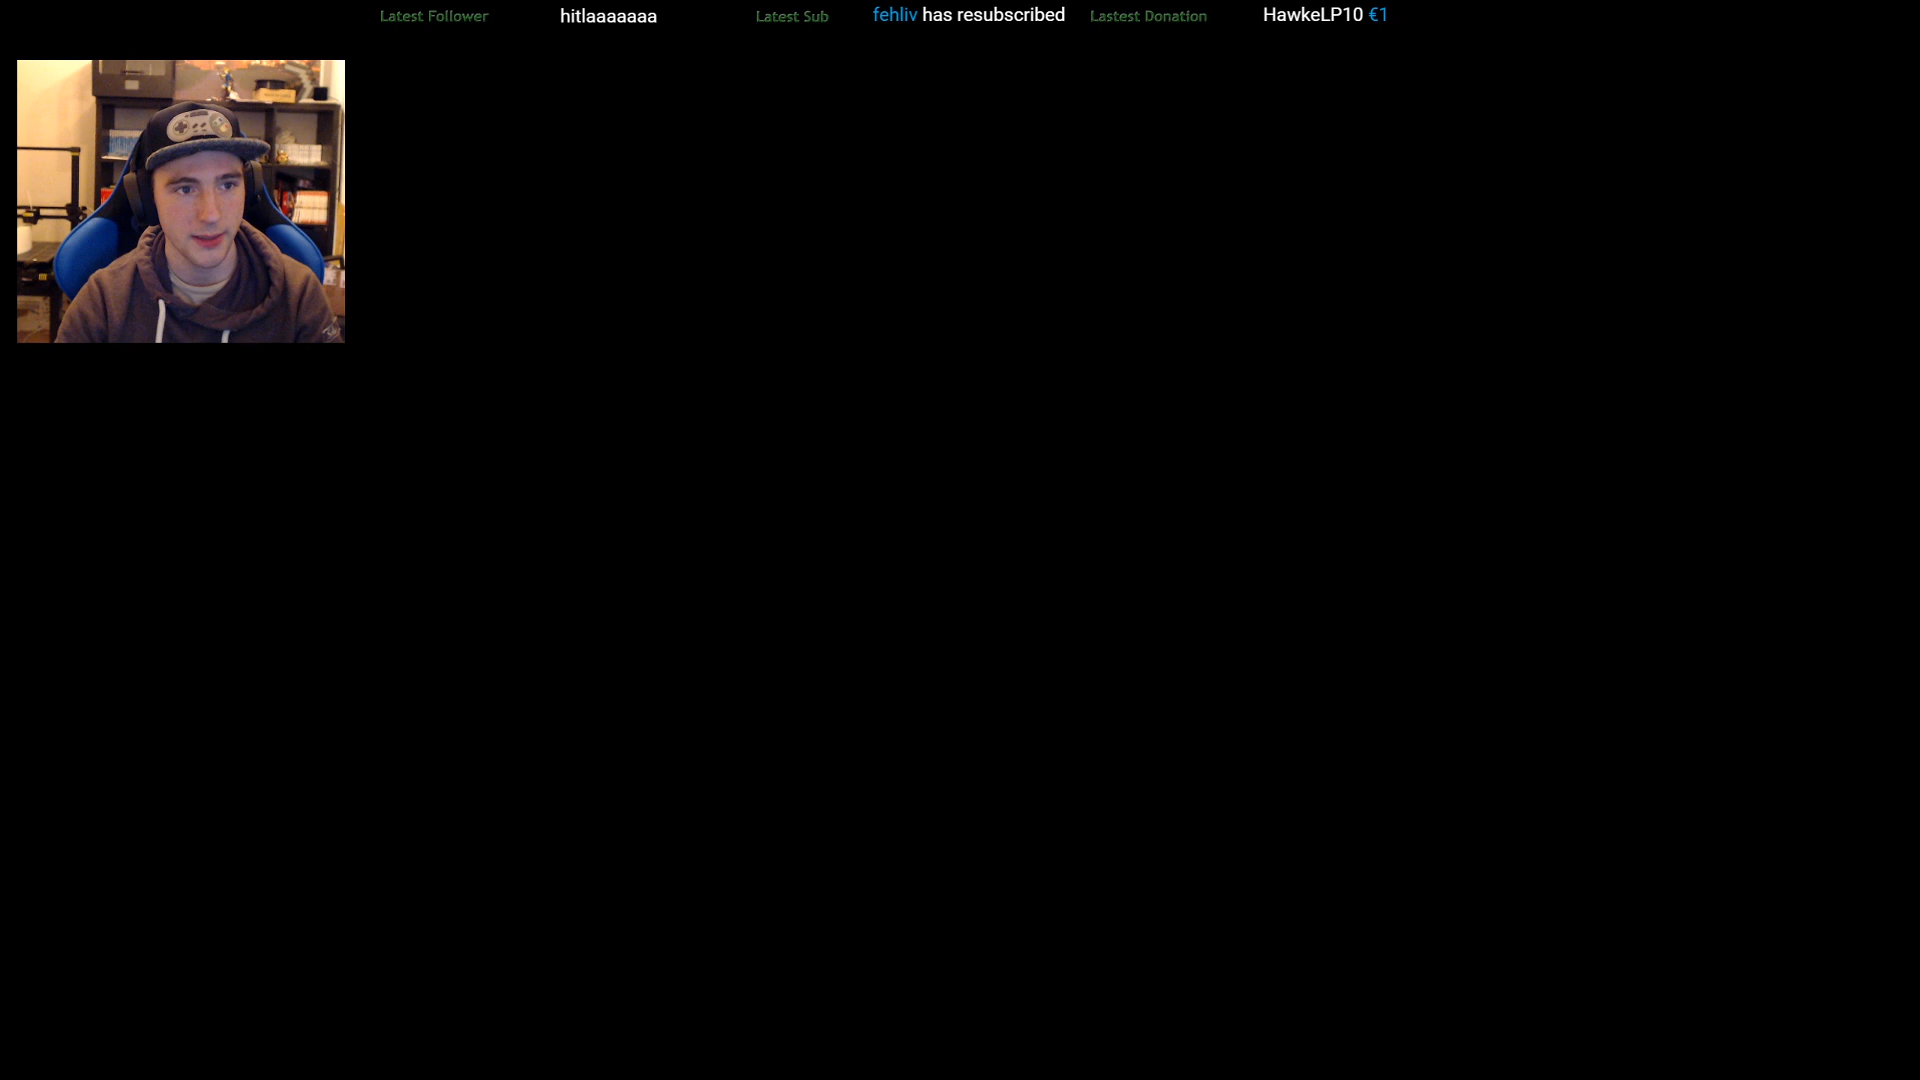 Latest Follower hitlaaaaaaa Latest Sub fehliv has resubscribed Lastest Donation HawkeLP10 €1